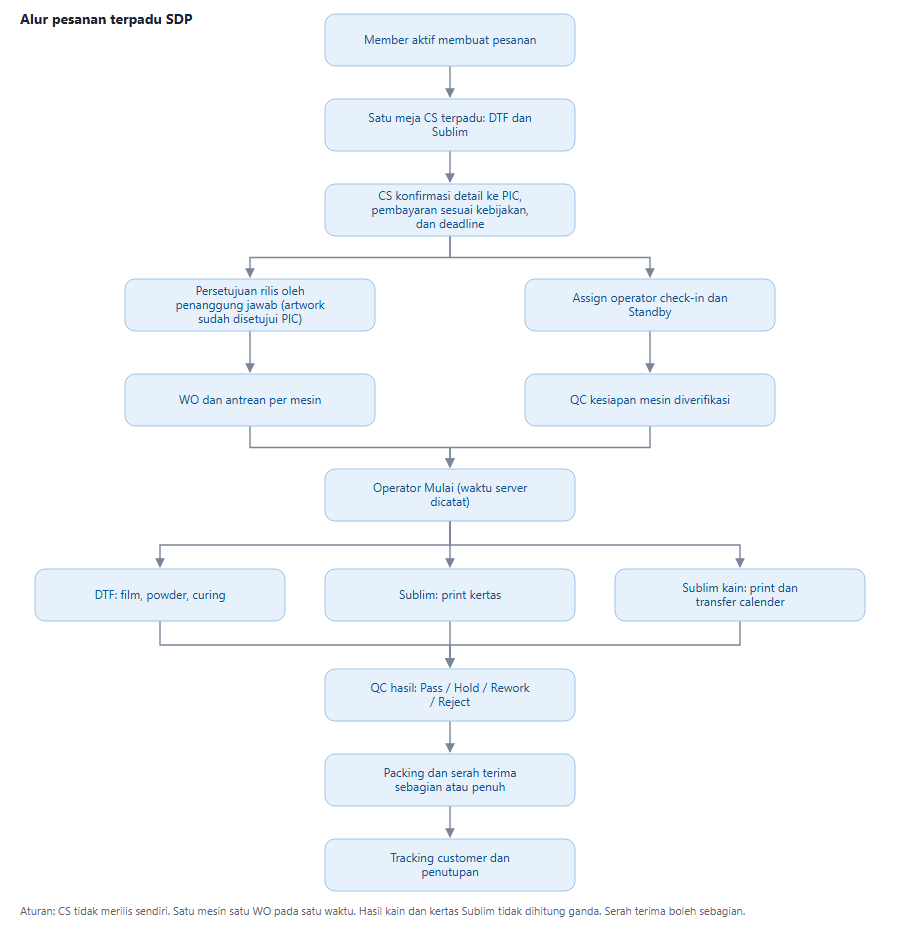 Alur pesanan terpadu SDP
Member aktif membuat pesanan
Satu meja CS terpadu: DTF dan
Sublim
CS konfirmasi detail ke PIC,
pembayaran sesuai kebijakan,
dan deadline
Persetujuan rilis oleh
penanggung jawab (artwork
sudah disetujui PIC)
Assign operator check-in dan
Standby
WO dan antrean per mesin
QC kesiapan mesin diverifikasi
Operator Mulai (waktu server
dicatat)
DTF: film, powder, curing
Sublim: print kertas
Sublim kain: print dan
transfer calender
QC hasil: Pass / Hold / Rework
/ Reject
Packing dan serah terima
sebagian atau penuh
Tracking customer dan
penutupan
Aturan: CS tidak merilis sendiri. Satu mesin satu WO pada satu waktu. Hasil kain dan kertas Sublim tidak dihitung ganda. Serah terima boleh sebagian.